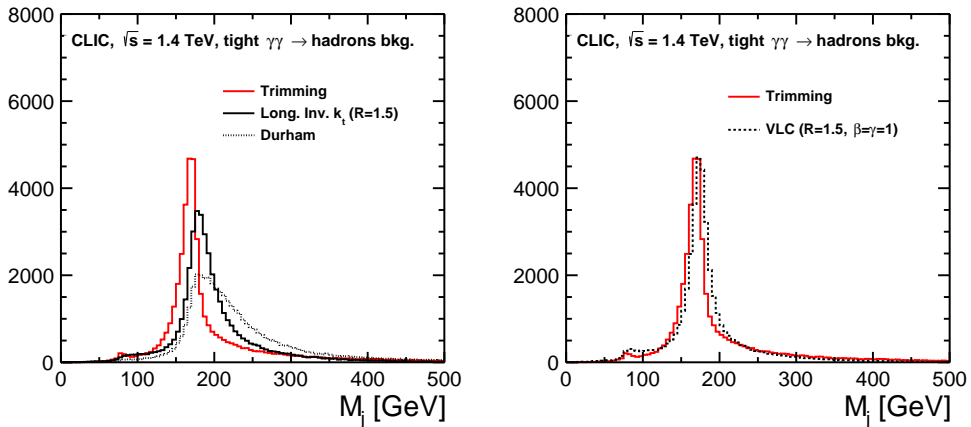 CLIC, √s = 1.4 TeV, tight γγ → hadrons bkg.
Trimming
Long. Inv. k_t (R=1.5)
Durham
8000
6000
4000
2000
0
0 100 200 300 400 500
M_j [GeV]
CLIC, √s = 1.4 TeV, tight γγ → hadrons bkg.
Trimming
VLC (R=1.5, β=γ=1)
8000
6000
4000
2000
0
0 100 200 300 400 500
M_j [GeV]